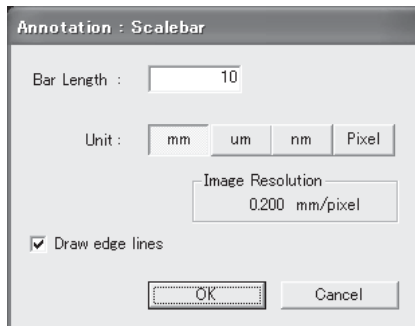 Annotation : Scalebar
Bar Length : 10
Unit : mm um nm Pixel
Image Resolution
0.200 mm/pixel
Draw edge lines
OK Cancel